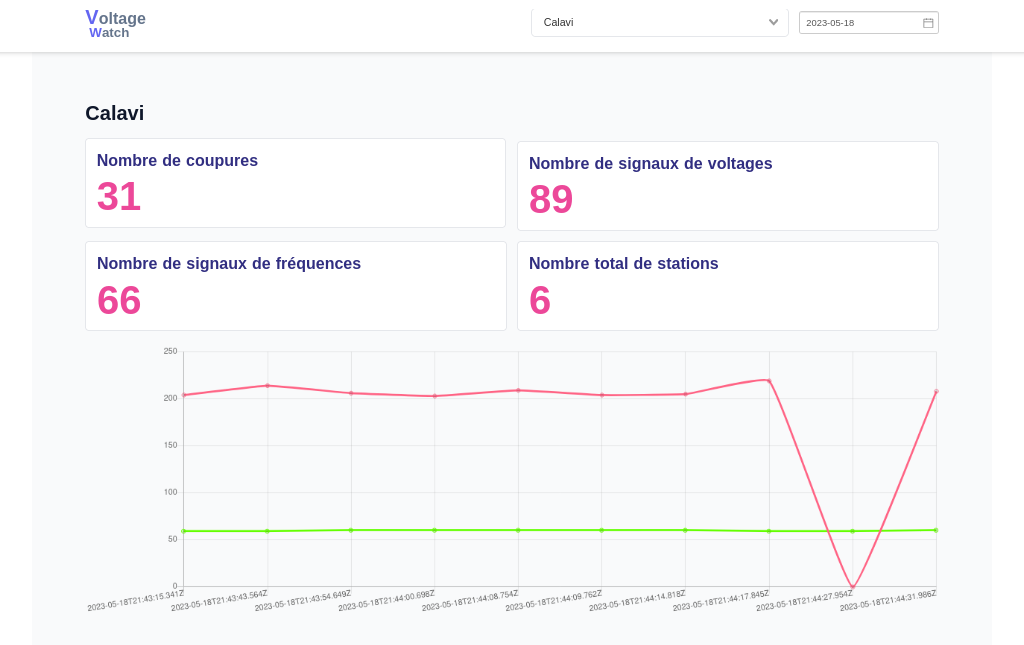 Voltage
Watch
Calavi
2023-05-18
Calavi
Nombre de coupures
31
Nombre de signaux de voltages
89
Nombre de signaux de fréquences
66
Nombre total de stations
6
250
200
150
100
50
0
2023-05-18T21:43:15.341Z
2023-05-18T21:43:43.564Z
2023-05-18T21:43:54.649Z
2023-05-18T21:44:00.698Z
2023-05-18T21:44:08.754Z
2023-05-18T21:44:09.762Z
2023-05-18T21:44:14.818Z
2023-05-18T21:44:17.845Z
2023-05-18T21:44:27.954Z
2023-05-18T21:44:31.986Z